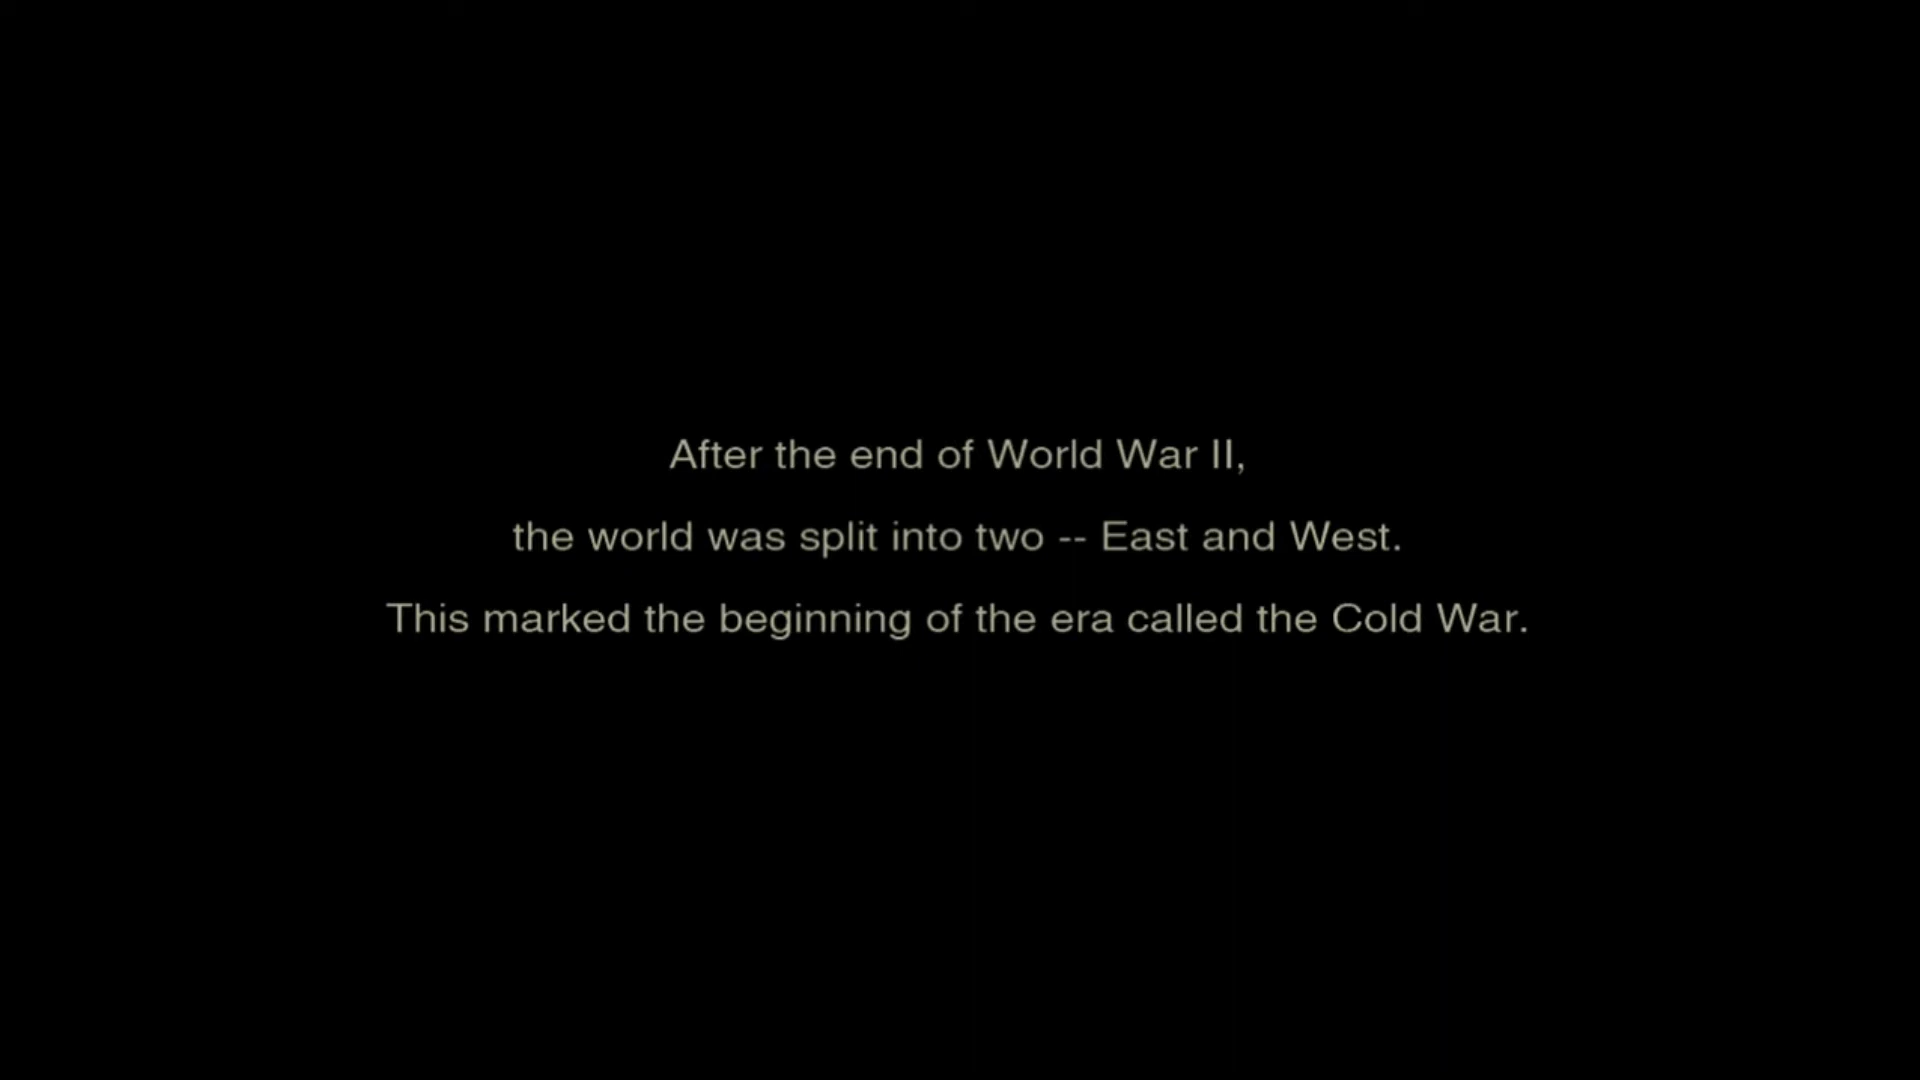 After the end of World War II,
the world was split into two -- East and West.
This marked the beginning of the era called the Cold War.